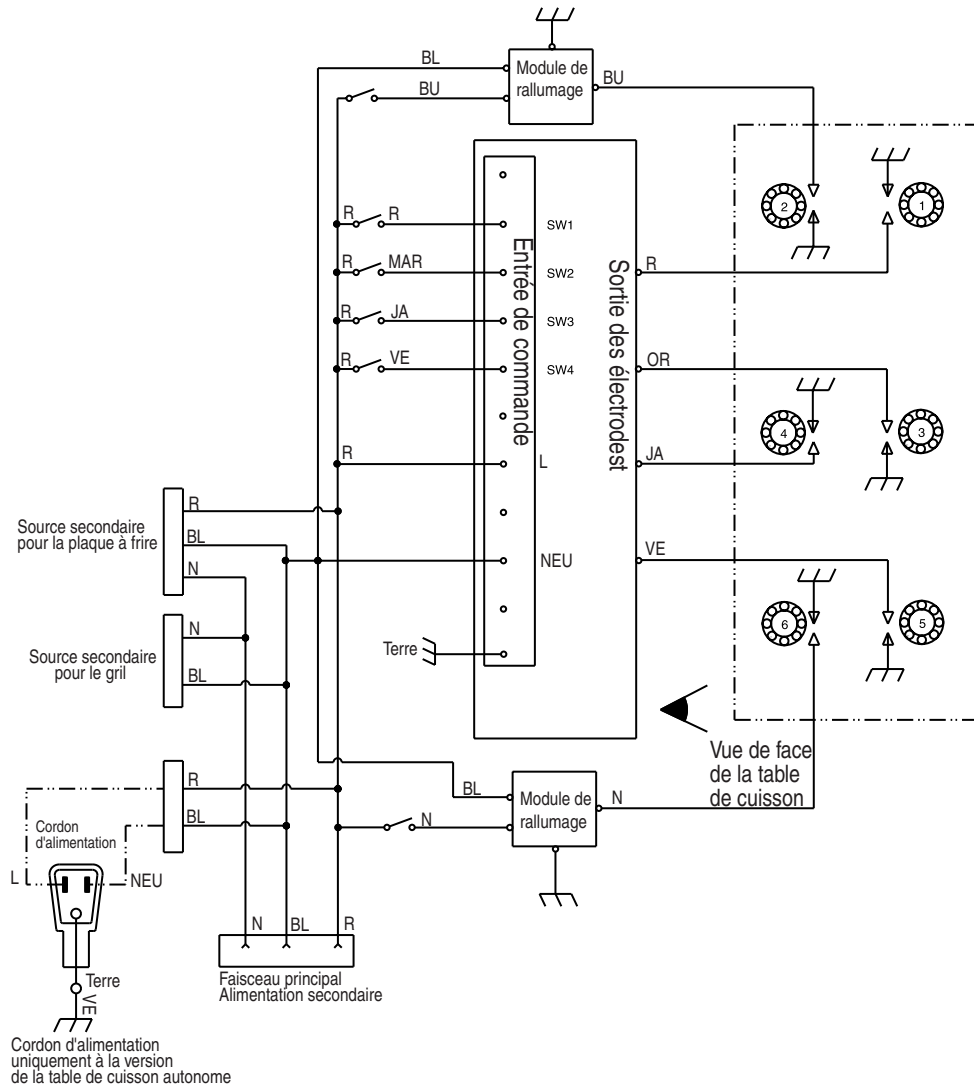 BL
Module de
rallumage
BU
BU
2
1
R
R
SW1
Entrée de commande
Sortie des électrodest
R
MAR
SW2
R
R
JA
SW3
R
VE
SW4
OR
4
3
R
L
JA
R
Source secondaire
pour la plaque à frire
BL
NEU
VE
N
N
Source secondaire
pour le gril
BL
6
5
Terre
Vue de face
de la table
de cuisson
R
BL
Module de
rallumage
N
Cordon
d'alimentation
BL
N
L
NEU
N
BL
R
Faisceau principal
Alimentation secondaire
Terre
VE
Cordon d'alimentation
uniquement à la version
de la table de cuisson autonome